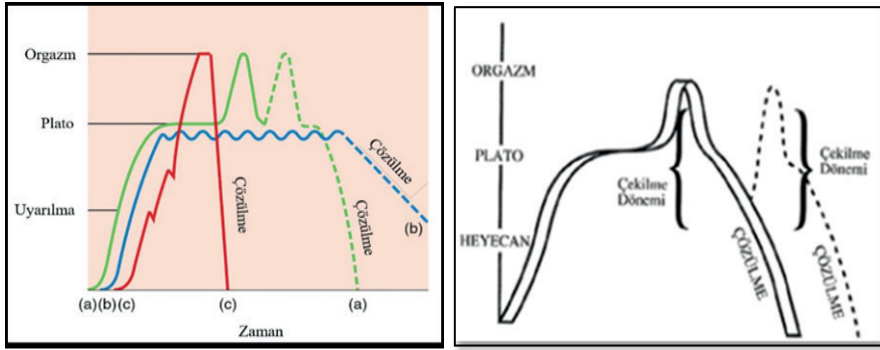 Orgazm
Plato
Uyarılma
Çözülme
Çözülme
Çözülme
(b)
(a) (b) (c)
(c)
(a)
Zaman
ORGAZM
PLATO
HEYECAN
Çekilme
Dönemi
Çekilme
Dönemi
ÇÖZÜLME
ÇÖZÜLME